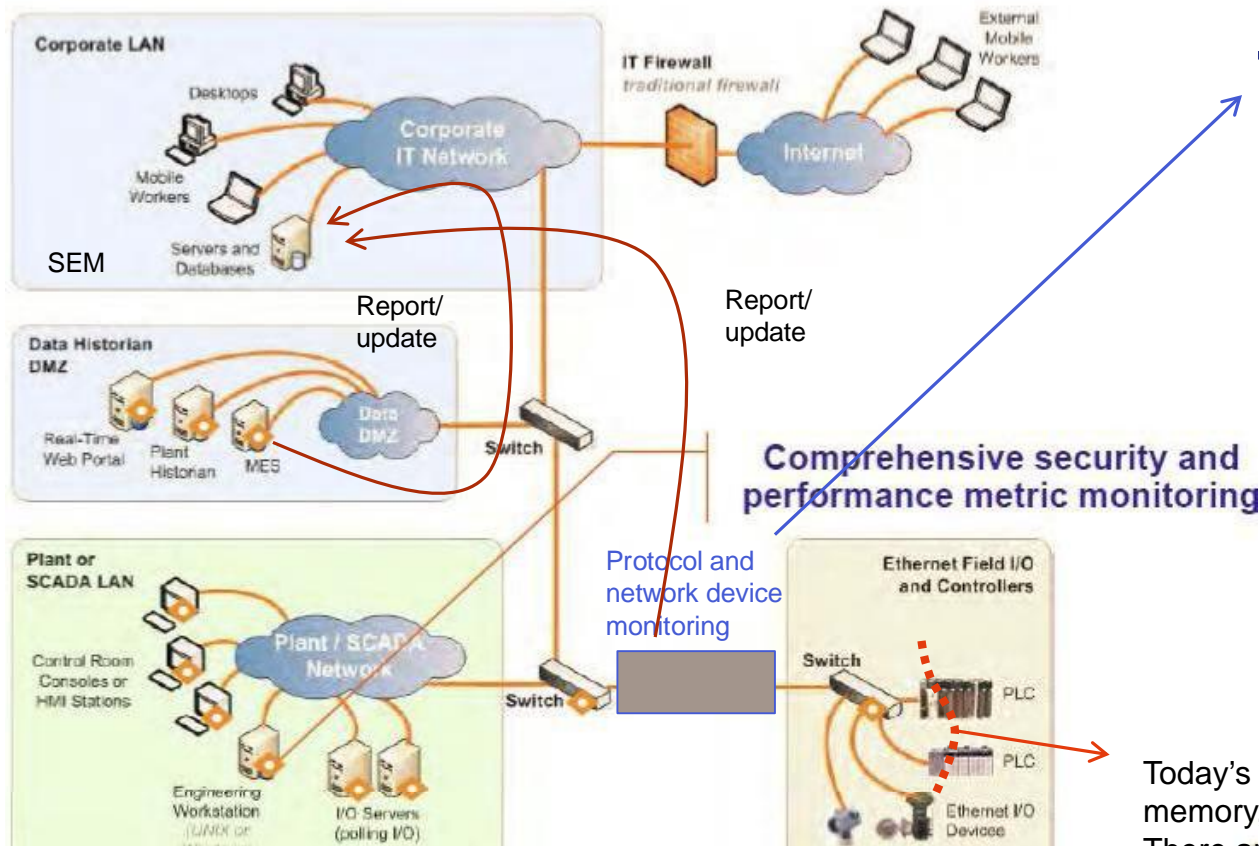 Corporate LAN
Desktops
Mobile
Workers
Servers and
Databases
SEM
Corporate
IT Network
IT Firewall
traditional firewall
Internet
External
Mobile
Workers
Report/
update
Report/
update
Data Historian
DMZ
Real-Time
Web Portal
Plant
Historian
MES
Data
DMZ
Switch
Comprehensive security and
performance metric monitoring
Plant or
SCADA LAN
Control Room
Consoles or
HMI Stations
Plant / SCADA
Network
Engineering
Workstation
(UNIX or
I/O Servers
(polling I/O)
Switch
Protocol and
network device
monitoring
Ethernet Field I/O
and Controllers
Switch
PLC
PLC
Ethernet I/O
Devices
Today's
memory
There